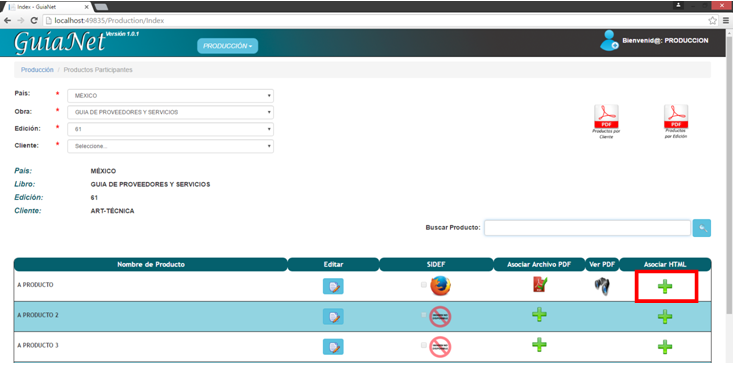 Index - GuiaNet
localhost:49835/Production/Index
GuíaNet Versión 1.0.1
PRODUCCIÓN
Bienvenid@: PRODUCCION
Producción / Productos Participantes
País: * MÉXICO
Obra: * GUIA DE PROVEEDORES Y SERVICIOS
Edición: * 61
Cliente: * Seleccione...
PDF PDF
Productos por Cliente
Productos por Edición
País: MÉXICO
Libro: GUIA DE PROVEEDORES Y SERVICIOS
Edición: 61
Cliente: ART-TÉCNICA
Buscar Producto:
Nombre de Producto Editar SIDEF Asociar Archivo PDF Ver PDF Asociar HTML
A PRODUCTO
A PRODUCTO 2
A PRODUCTO 3